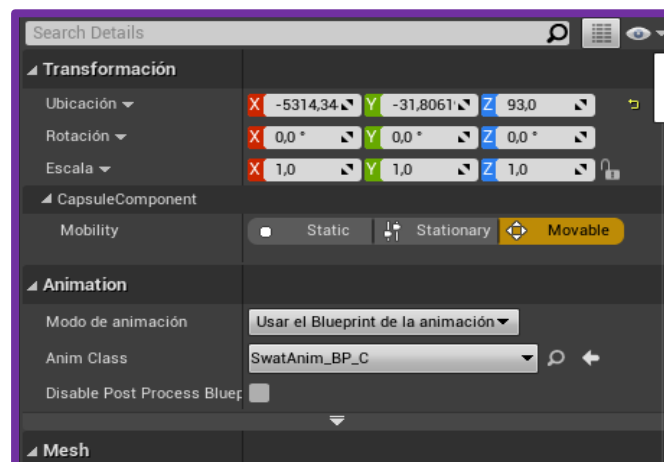 Search Details
Transformación
Ubicación X -5314,34 Y -31,8061 Z 93,0
Rotación X 0,0 ° Y 0,0 ° Z 0,0 °
Escala X 1,0 Y 1,0 Z 1,0
CapsuleComponent
Mobility Static Stationary Movable
Animation
Modo de animación Usar el Blueprint de la animación
Anim Class SwatAnim_BP_C
Disable Post Process Bluep
Mesh